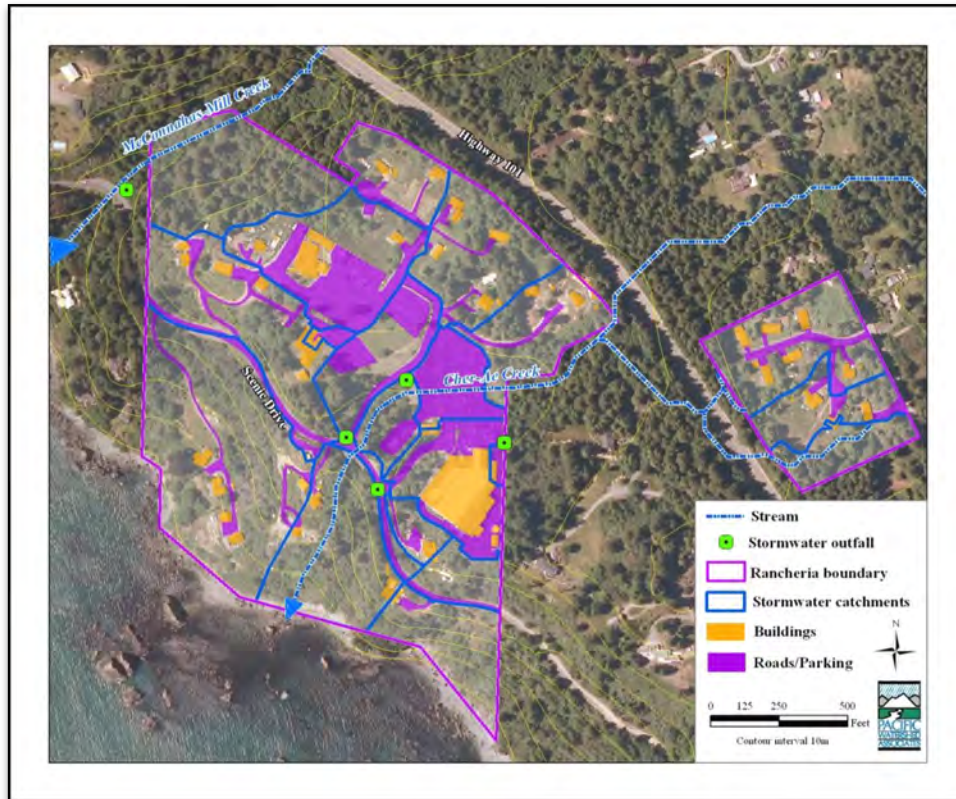 McConnahas Mill Creek
Highway 101
Cher-Ae Creek
Scenic Drive
Stream
Stormwater outfall
Rancheria boundary
Stormwater catchments
Buildings
Roads/Parking
N
0 125 250 500
Feet
Contour interval 10m
PACIFIC
WATERSHED
ASSOCIATES